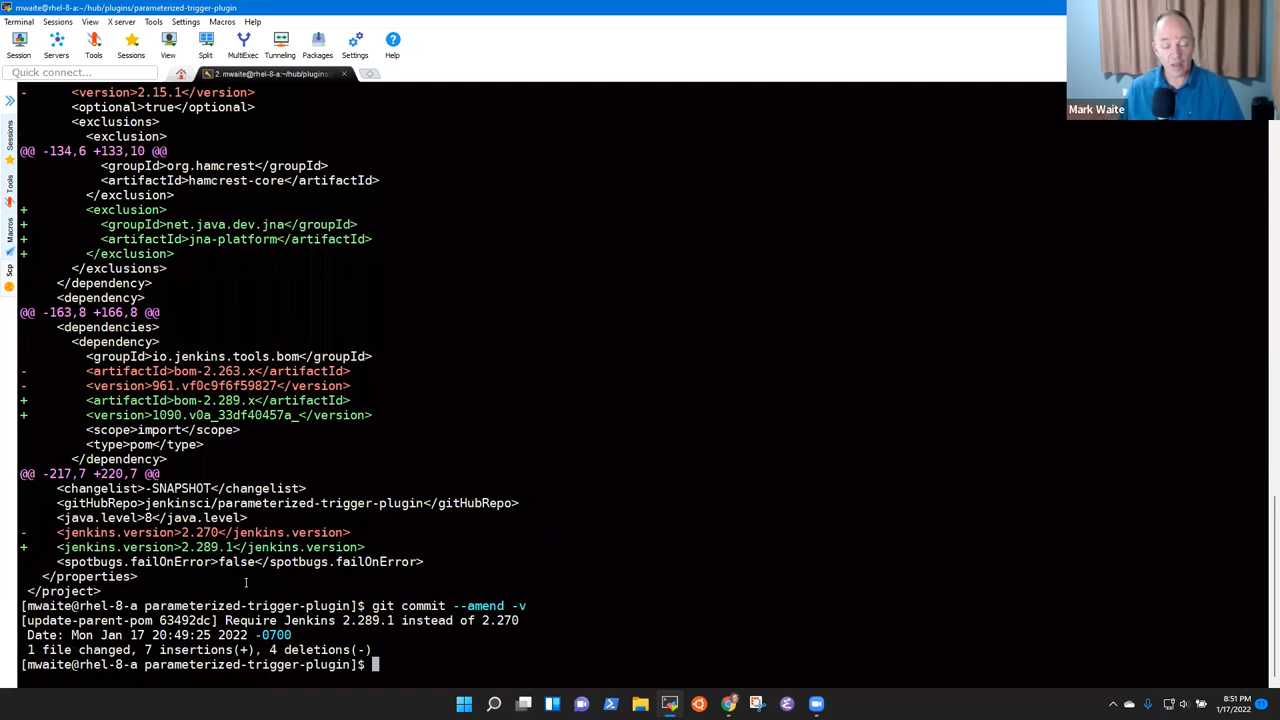 mwaite@rhel-8-a:~/hub/plugins/parameterized-trigger-plugin
Terminal Sessions View X server Tools Settings Macros Help
Session Servers Tools Sessions View Split MultiExec Tunneling Packages Settings Help
Quick connect...
2. mwaite@rhel-8-a:~/hub/plugins/
Sessions
Tools
Macros
Scp
Mark Waite
- <version>2.15.1</version>
<optional>true</optional>
<exclusions>
<exclusion>
@@ -134,6 +133,10 @@
<groupId>org.hamcrest</groupId>
<artifactId>hamcrest-core</artifactId>
</exclusion>
+ <exclusion>
+ <groupId>net.java.dev.jna</groupId>
+ <artifactId>jna-platform</artifactId>
+ </exclusion>
</exclusions>
</dependency>
<dependency>
@@ -163,8 +166,8 @@
<dependencies>
<dependency>
<groupId>io.jenkins.tools.bom</groupId>
- <artifactId>bom-2.263.x</artifactId>
- <version>961.vf0c9f6f59827</version>
+ <artifactId>bom-2.289.x</artifactId>
+ <version>1090.v0a_33df40457a_</version>
<scope>import</scope>
<type>pom</type>
</dependency>
@@ -217,7 +220,7 @@
<changelist>-SNAPSHOT</changelist>
<gitHubRepo>jenkinsci/parameterized-trigger-plugin</gitHubRepo>
<java.level>8</java.level>
- <jenkins.version>2.270</jenkins.version>
+ <jenkins.version>2.289.1</jenkins.version>
<spotbugs.failOnError>false</spotbugs.failOnError>
</properties>
</project>
[mwaite@rhel-8-a parameterized-trigger-plugin]$ git commit --amend -v
[update-parent-pom 63492dc] Require Jenkins 2.289.1 instead of 2.270
Date: Mon Jan 17 20:49:25 2022 -0700
1 file changed, 7 insertions(+), 4 deletions(-)
[mwaite@rhel-8-a parameterized-trigger-plugin]$
8:51 PM
1/17/2022